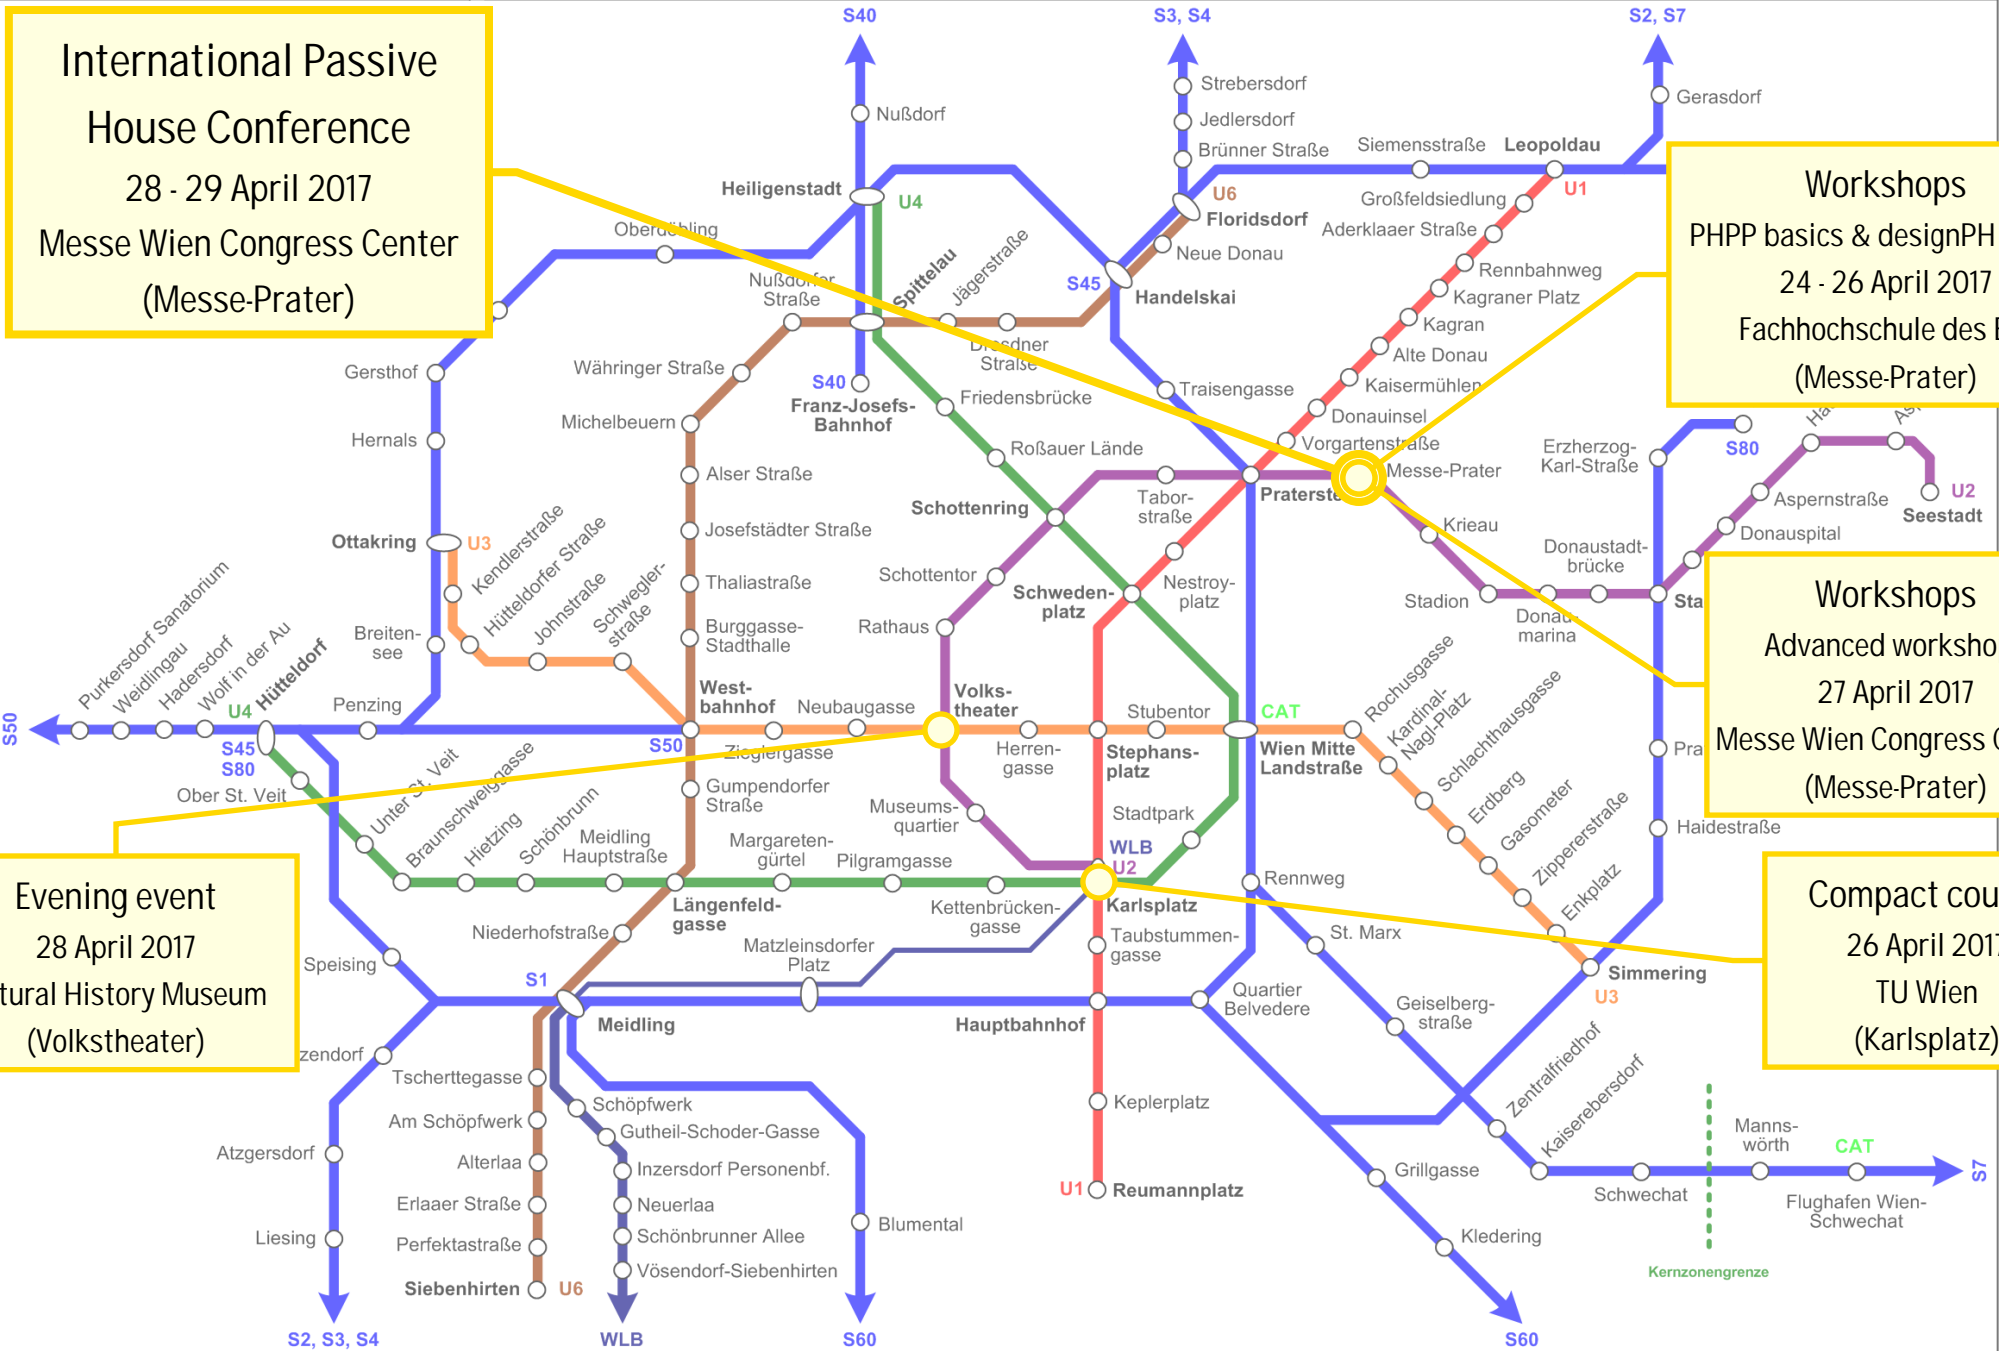 S40
S3, S4
S2, S7
International Passive
House Conference
28 - 29 April 2017
Messe Wien Congress Center
(Messe-Prater)
Strebersdorf
Gerasdorf
Nußdorf
Jedlersdorf
Brünner Straße
Siemensstraße
Leopoldau
U1
Workshops
PHPP basics & designPH
24 - 26 April 2017
Fachhochschule des
(Messe-Prater)
Heiligenstadt
U4
U6
Floridsdorf
Großfeldsiedlung
Aderklaaer Straße
Oberdöbling
Neue Donau
Rennbahnweg
Nußdorfer
Straße
Spittelau
Jägerstraße
S45
Handelskai
Kagraner Platz
Kagran
Dresdner
Straße
Alte Donau
Gersthof
Währinger Straße
S40
Franz-Josefs-
Bahnhof
Friedensbrücke
Traisengasse
Kaisermühlen
Donauinsel
Michelbeuern
Vorgartenstraße
Hernals
Roßauer Lände
Erzherzog-
Karl-Straße
S80
Alser Straße
Messe-Prater
Tabor-
straße
Aspernstraße
U2
Seestadt
Schottenring
Krieau
Donauspital
Josefstädter Straße
Ottakring
U3
Kendlerstraße
Hütteldorfer Straße
Johnstraße
Schwegler-
straße
Donaustadt-
brücke
Schottentor
Thaliastraße
Schweden-
platz
Nestroy-
platz
Stadion
Donau-
marina
Workshops
27 April 2017
(Messe-Prater)
Advanced
Messe Wien Congress
Breiten-
see
Burggasse-
Stadthalle
Rathaus
Purkersdorf Sanatorium
Weidlingau
Hadersdorf
Wolf in der Au
Hütteldorf
U4
S50
S45
S80
Penzing
West-
bahnhof
S50
Neubaugasse
Zieglergasse
Volks-
theater
Herren-
gasse
Stephans-
platz
Stubentor
CAT
Wien Mitte
Landstraße
Rochusgasse
Kardinal-
Nagl-Platz
Schlachthausgasse
Erdberg
Gasometer
Zippererstraße
Enkplatz
Ober St. Veit
Unter St. Veit
Braunschweiggasse
Hietzing
Schönbrunn
Meidling
Hauptstraße
Gumpendorfer
Straße
Margareten-
gürtel
Pilgramgasse
Museums-
quartier
Stadtpark
WLB
U2
Karlsplatz
Haidestraße
Evening event
28 April 2017
History Museum
(Volkstheater)
Längenfeld-
gasse
Kettenbrücken-
gasse
Rennweg
Compact
26 April 2017
TU Wien
(Karlsplatz)
Niederhofstraße
Matzleinsdorfer
Platz
Taubstummen-
gasse
St. Marx
Speising
S1
Meidling
Hauptbahnhof
Quartier
Belvedere
Simmering
U3
Geiselberg-
straße
Zentralfriedhof
Kaiserebersdorf
Tscherttegasse
Schöpfwerk
Keplerplatz
Am Schöpfwerk
Gutheil-Schoder-Gasse
Manns-
wörth
CAT
Atzgersdorf
Alterlaa
Inzersdorf Personenbf.
Grillgasse
S7
U1
Reumannplatz
Schwechat
Flughafen Wien-
Schwechat
Erlaaer Straße
Neuerlaa
Blumental
Liesing
Perfektastraße
Schönbrunner Allee
Kledering
Vösendorf-Siebenhirten
Kernzonengrenze
Siebenhirten
U6
S2, S3, S4
WLB
S60
S60